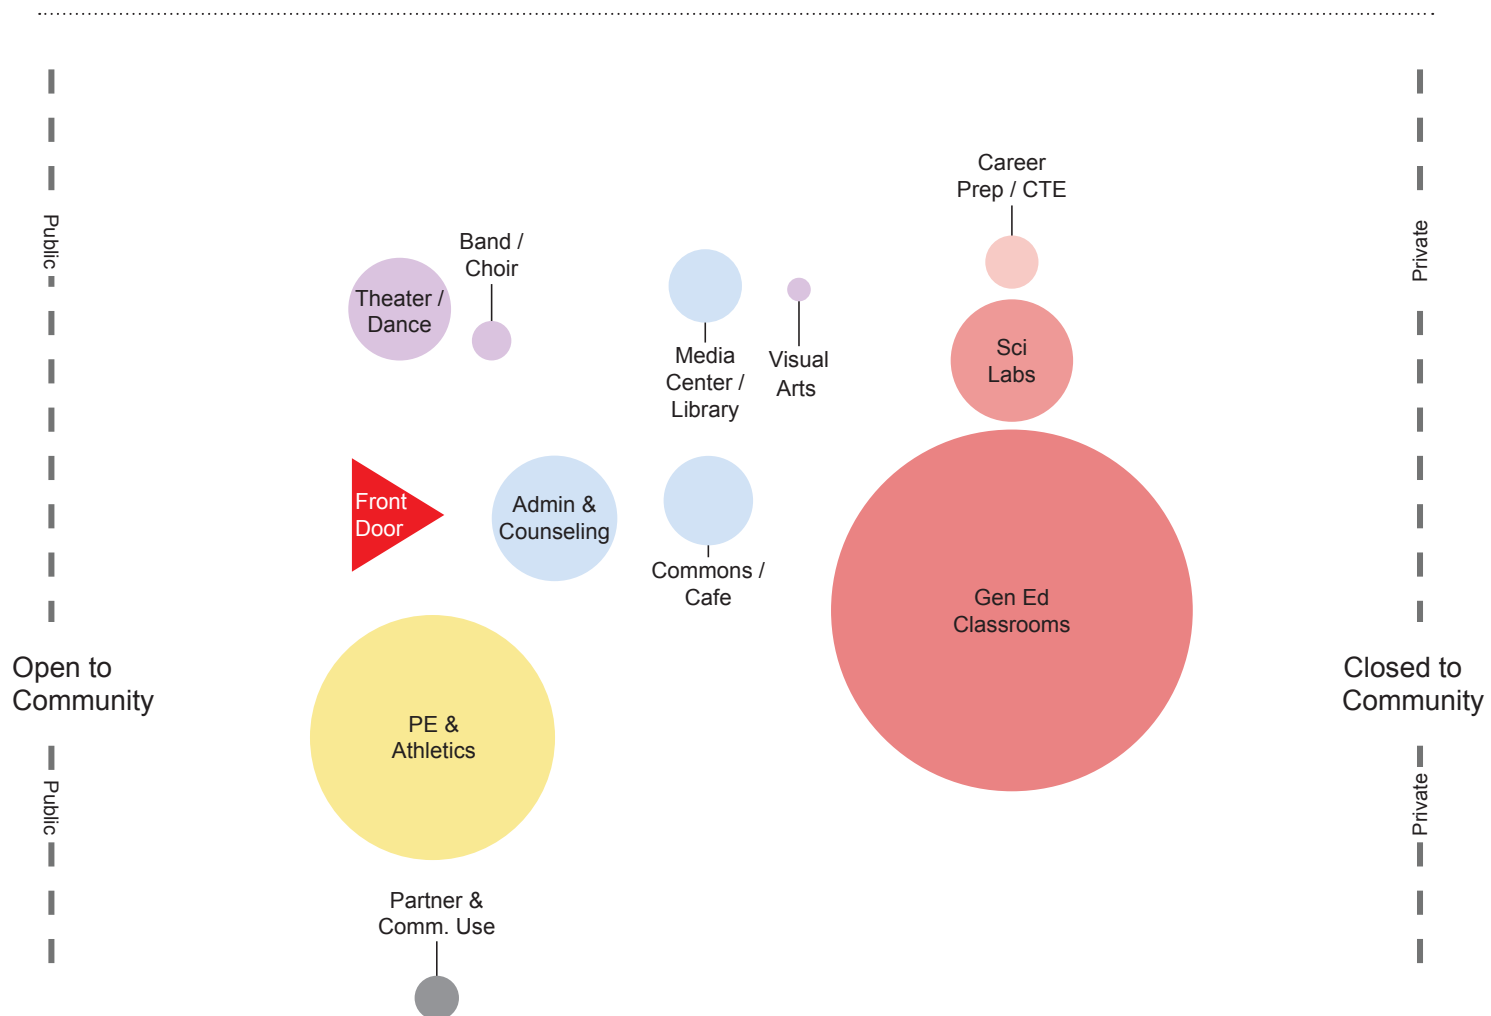 Career
Prep / CTE
Public
Private
Band /
Choir
Theater /
Dance
Media
Center /
Library
Visual
Arts
Sci
Labs
Front
Door
Admin &
Counseling
Commons /
Cafe
Gen Ed
Classrooms
Open to
Community
Closed to
Community
PE &
Athletics
Public
Private
Partner &
Comm. Use